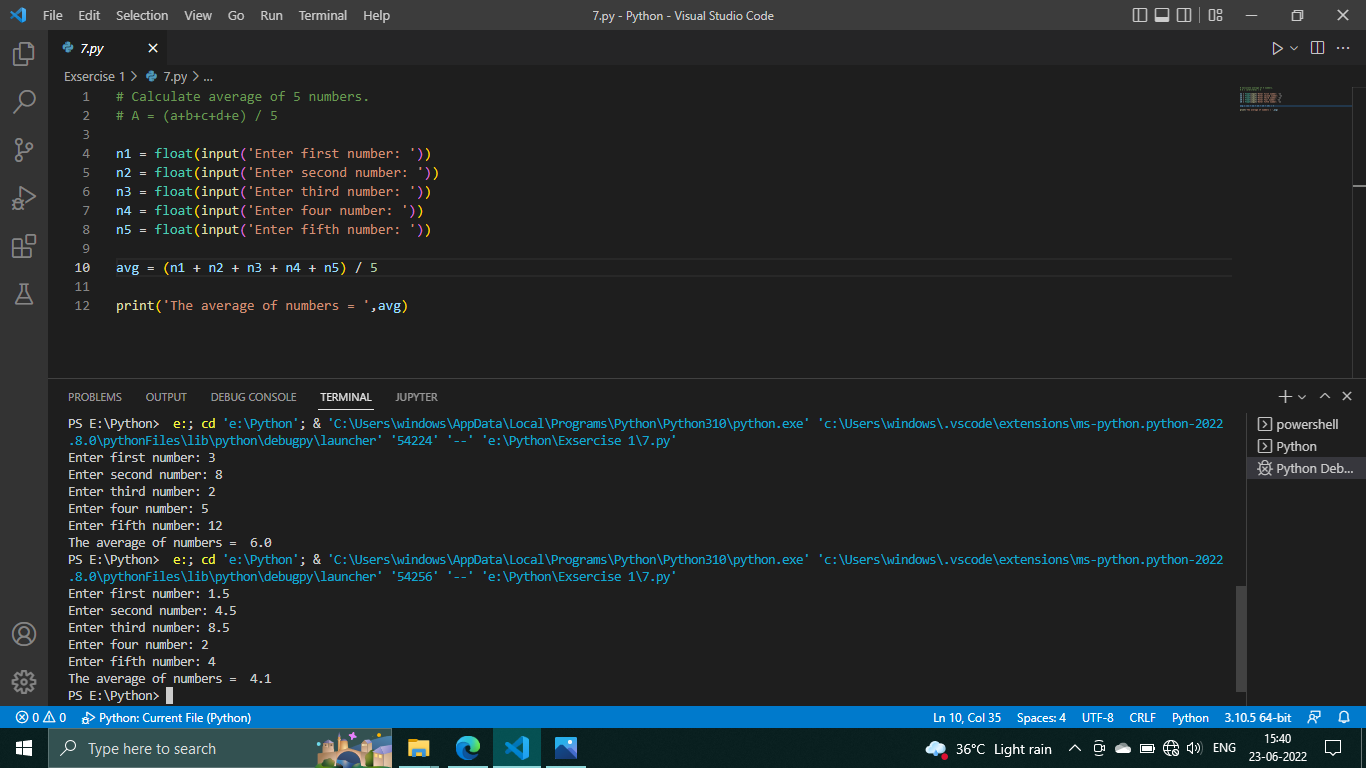 File Edit Selection View Go Run Terminal Help 7.py - Python - Visual Studio Code
7.py
Exsercise 1 > 7.py > ...
1 # Calculate average of 5 numbers.
2 # A = (a+b+c+d+e) / 5
3
4 n1 = float(input('Enter first number: '))
5 n2 = float(input('Enter second number: '))
6 n3 = float(input('Enter third number: '))
7 n4 = float(input('Enter four number: '))
8 n5 = float(input('Enter fifth number: '))
9
10 avg = (n1 + n2 + n3 + n4 + n5) / 5
11
12 print('The average of numbers = ',avg)
PROBLEMS OUTPUT DEBUG CONSOLE TERMINAL JUPYTER
PS E:\Python>  e:; cd 'e:\Python'; & 'C:\Users\windows\AppData\Local\Programs\Python\Python310\python.exe' 'c:\Users\windows\.vscode\extensions\ms-python.python-2022
.8.0\pythonFiles\lib\python\debugpy\launcher' '54224' '--' 'e:\Python\Exsercise 1\7.py'
Enter first number: 3
Enter second number: 8
Enter third number: 2
Enter four number: 5
Enter fifth number: 12
The average of numbers =  6.0
PS E:\Python>  e:; cd 'e:\Python'; & 'C:\Users\windows\AppData\Local\Programs\Python\Python310\python.exe' 'c:\Users\windows\.vscode\extensions\ms-python.python-2022
.8.0\pythonFiles\lib\python\debugpy\launcher' '54256' '--' 'e:\Python\Exsercise 1\7.py'
Enter first number: 1.5
Enter second number: 4.5
Enter third number: 8.5
Enter four number: 2
Enter fifth number: 4
The average of numbers =  4.1
PS E:\Python>
powershell
Python
Python Deb...
0 0 Python: Current File (Python) Ln 10, Col 35 Spaces: 4 UTF-8 CRLF Python 3.10.5 64-bit
Type here to search 36°C Light rain ENG 15:40
23-06-2022